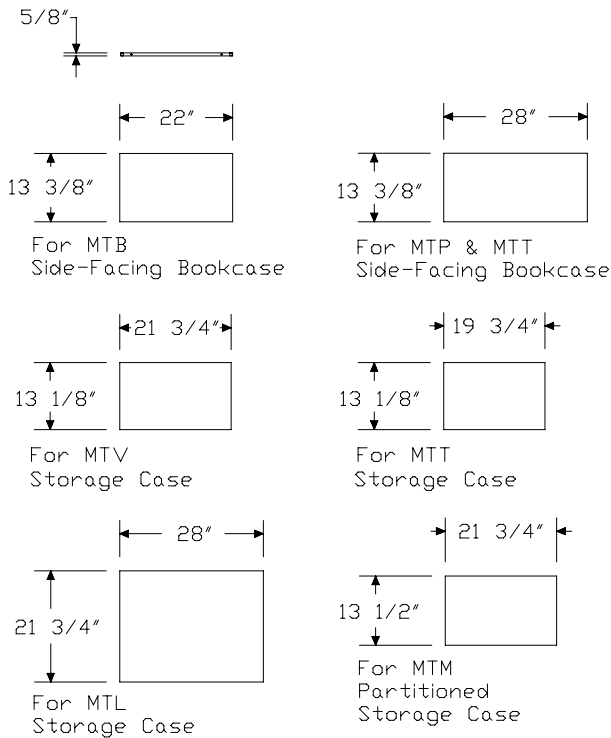 5/8"
22"
13 3/8"
For MTB
Side-Facing Bookcase
28"
13 3/8"
For MTP & MTT
Side-Facing Bookcase
21 3/4"
13 1/8"
For MTV
Storage Case
19 3/4"
13 1/8"
For MTT
Storage Case
28"
21 3/4"
For MTL
Storage Case
21 3/4"
13 1/2"
For MTM
Partitioned
Storage Case